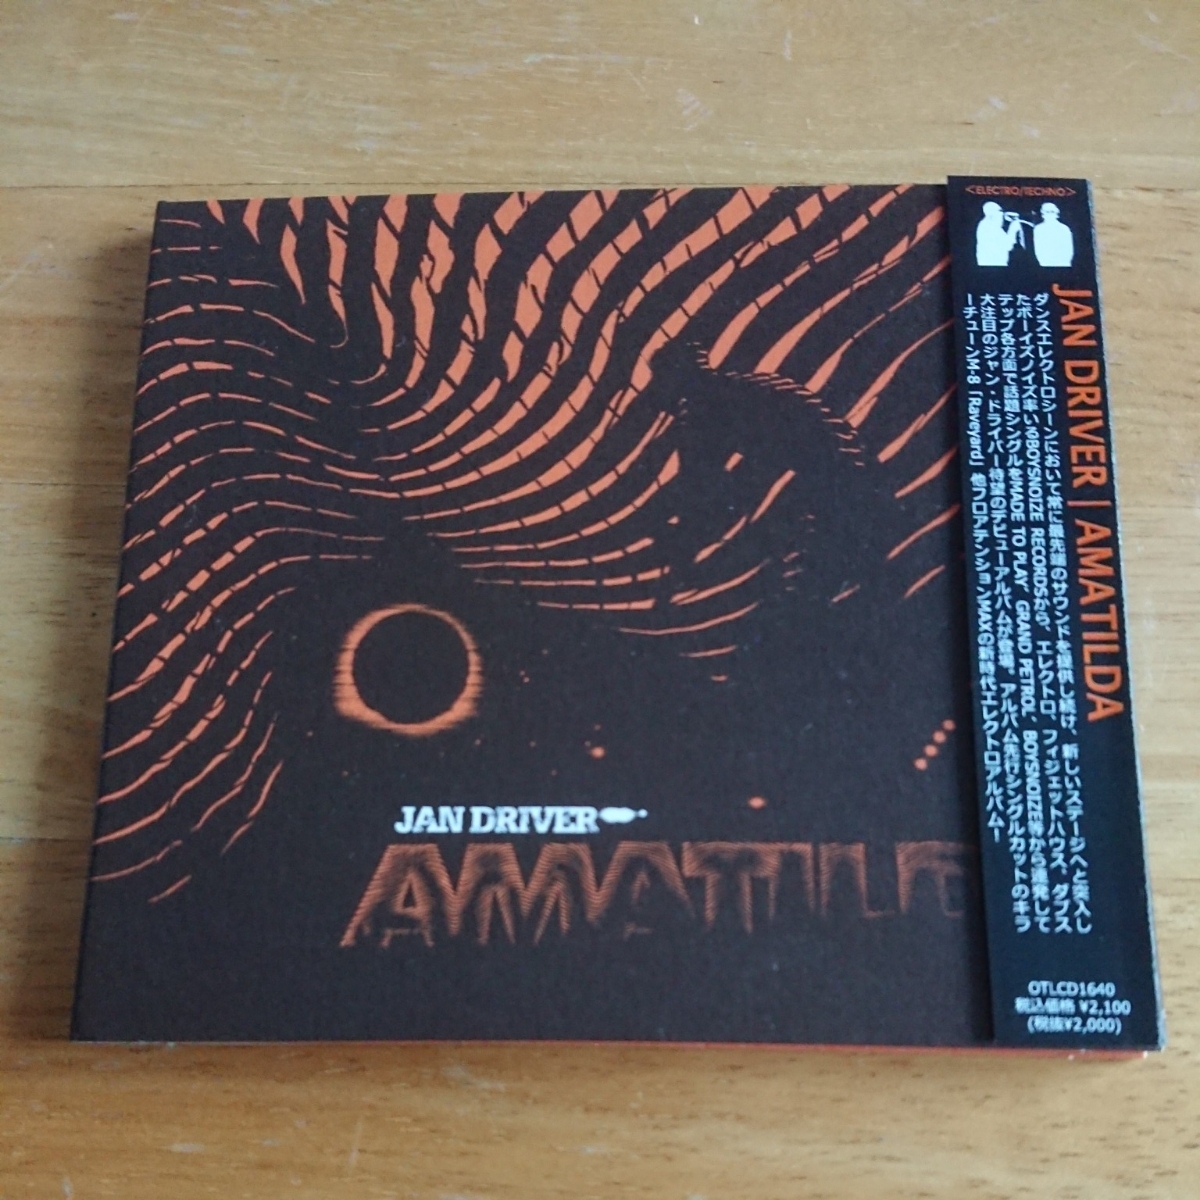 JAN DRIVER
AMATILD
<ELECTRO/TECHNO>
JAN DRIVER | AMATILDA
ダンスエレクトロシーンにおいて常に最先端のサウンドを提供し続け、新しいステージへと突入し
たボーイズノイズ率いるBOYSNOIZE RECORDSから、エレクトロ、フィジェットハウス、ダブス
テップ各方面で話題シングルをMADE TO PLAY、GRAND PETROL、BOYSNOIZE等から連発して
大注目のジャン・ドライバー待望のデビューアルバムが登場。アルバム先行シングルカットのキラ
ーチューンM-8「Raveyard」他フロアテンションMAXの新時代エレクトロアルバム！
OTLCD1640
税込価格 ¥2,100
(税抜¥2,000)